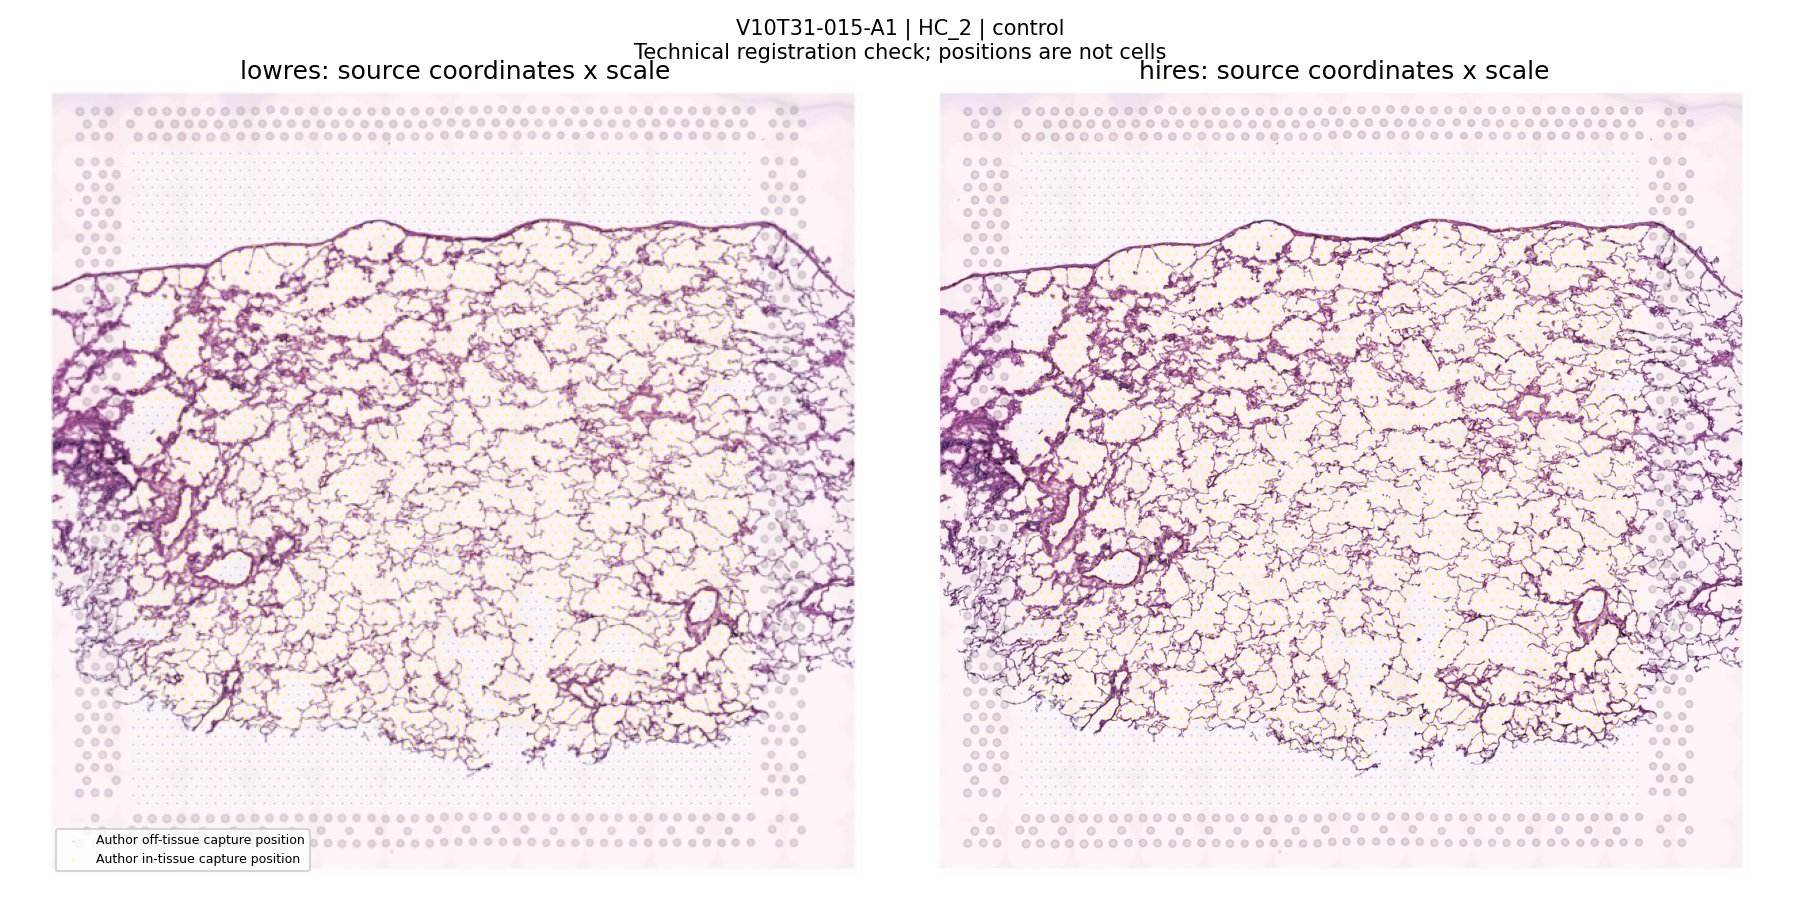 V10T31-015-A1 | HC_2 | control
Technical registration check; positions are not cells
lowres: source coordinates x scale
hires: source coordinates x scale
Author off-tissue capture position
Author in-tissue capture position